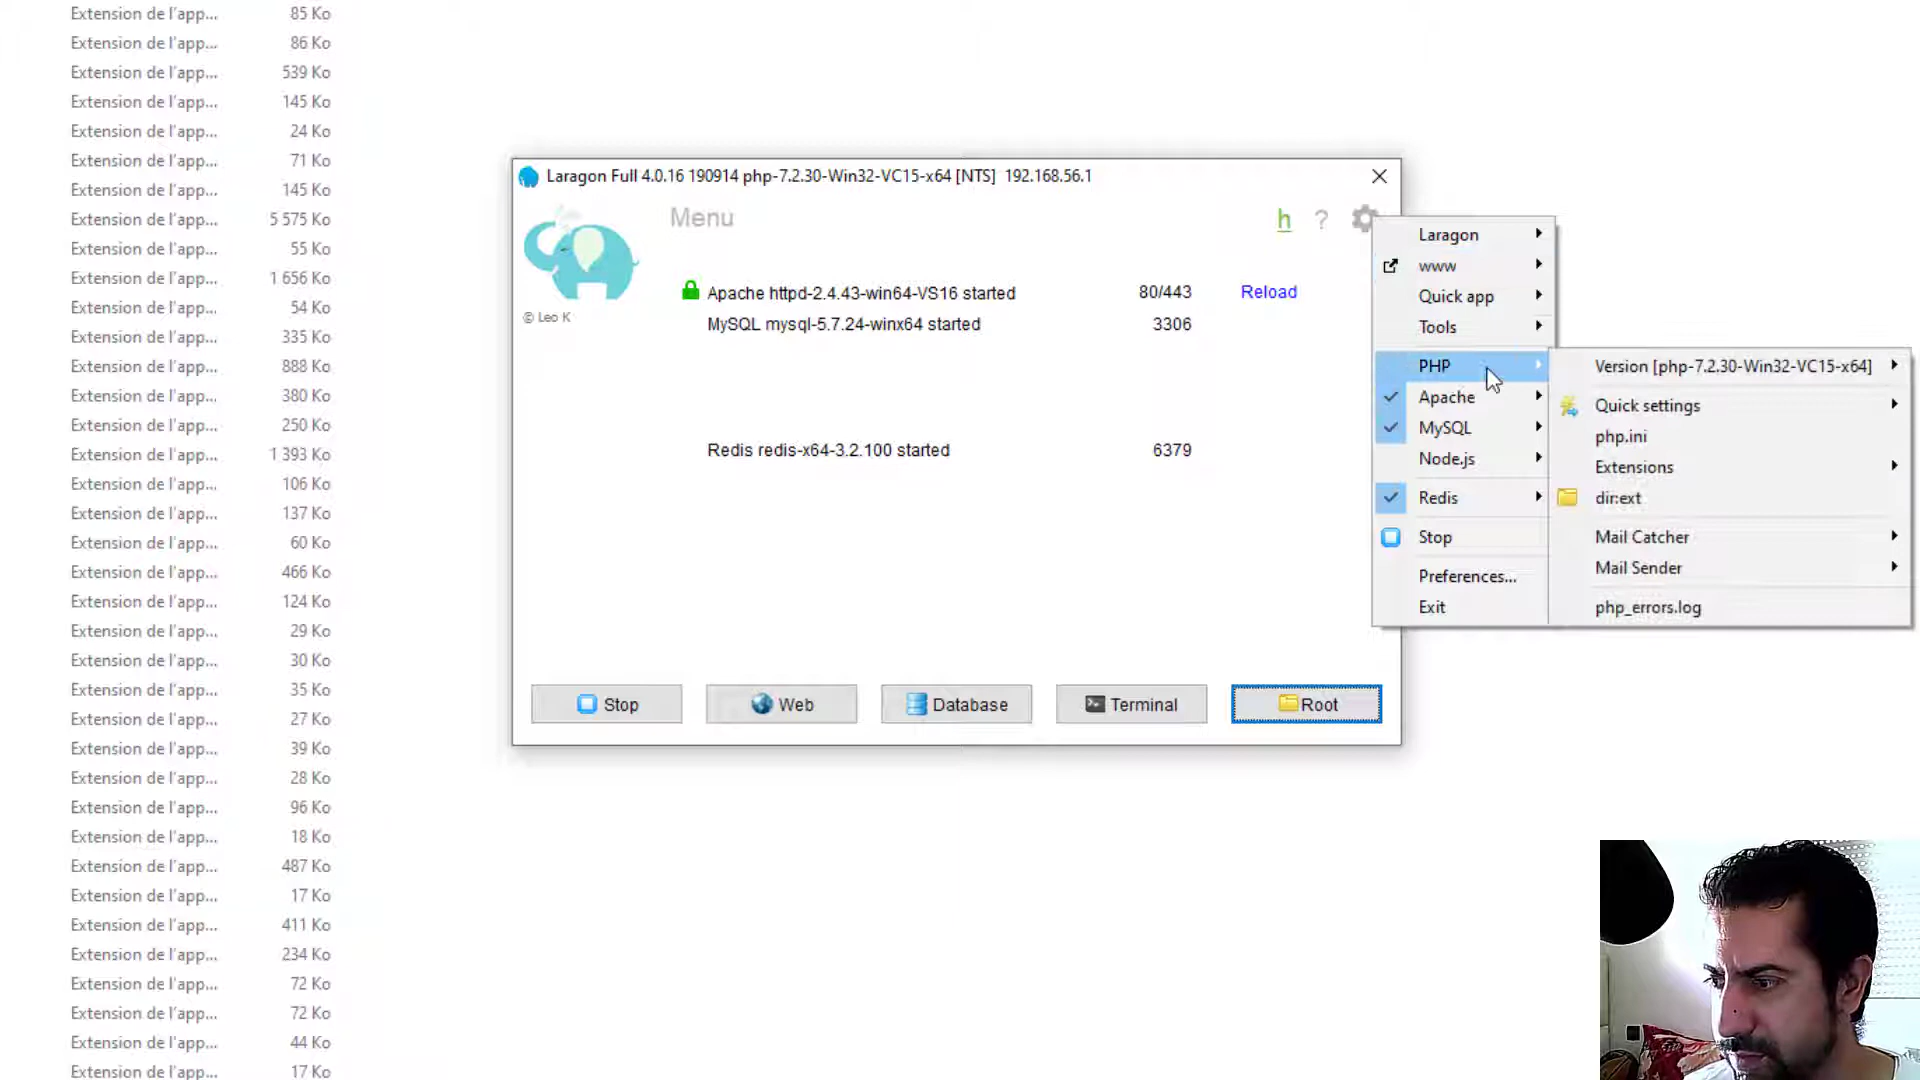 Extension de l'app... 85 Ko
Extension de l'app... 86 Ko
Extension de l'app... 539 Ko
Extension de l'app... 145 Ko
Extension de l'app... 24 Ko
Extension de l'app... 71 Ko
Extension de l'app... 145 Ko
Extension de l'app... 5 575 Ko
Extension de l'app... 55 Ko
Extension de l'app... 1 656 Ko
Extension de l'app... 54 Ko
Extension de l'app... 335 Ko
Extension de l'app... 888 Ko
Extension de l'app... 380 Ko
Extension de l'app... 250 Ko
Extension de l'app... 1 393 Ko
Extension de l'app... 106 Ko
Extension de l'app... 137 Ko
Extension de l'app... 60 Ko
Extension de l'app... 466 Ko
Extension de l'app... 124 Ko
Extension de l'app... 29 Ko
Extension de l'app... 30 Ko
Extension de l'app... 35 Ko
Extension de l'app... 27 Ko
Extension de l'app... 39 Ko
Extension de l'app... 28 Ko
Extension de l'app... 96 Ko
Extension de l'app... 18 Ko
Extension de l'app... 487 Ko
Extension de l'app... 17 Ko
Extension de l'app... 411 Ko
Extension de l'app... 234 Ko
Extension de l'app... 72 Ko
Extension de l'app... 72 Ko
Extension de l'app... 44 Ko
Extension de l'app... 17 Ko
Laragon Full 4.0.16 190914 php-7.2.30-Win32-VC15-x64 [NTS] 192.168.56.1
Menu
h ?
© Leo K
Apache httpd-2.4.43-win64-VS16 started 80/443 Reload
MySQL mysql-5.7.24-winx64 started 3306
Redis redis-x64-3.2.100 started 6379
Stop
Web
Database
Terminal
Root
Laragon
www
Quick app
Tools
PHP
Apache
MySQL
Node.js
Redis
Stop
Preferences...
Exit
Version [php-7.2.30-Win32-VC15-x64]
Quick settings
php.ini
Extensions
dir:ext
Mail Catcher
Mail Sender
php_errors.log